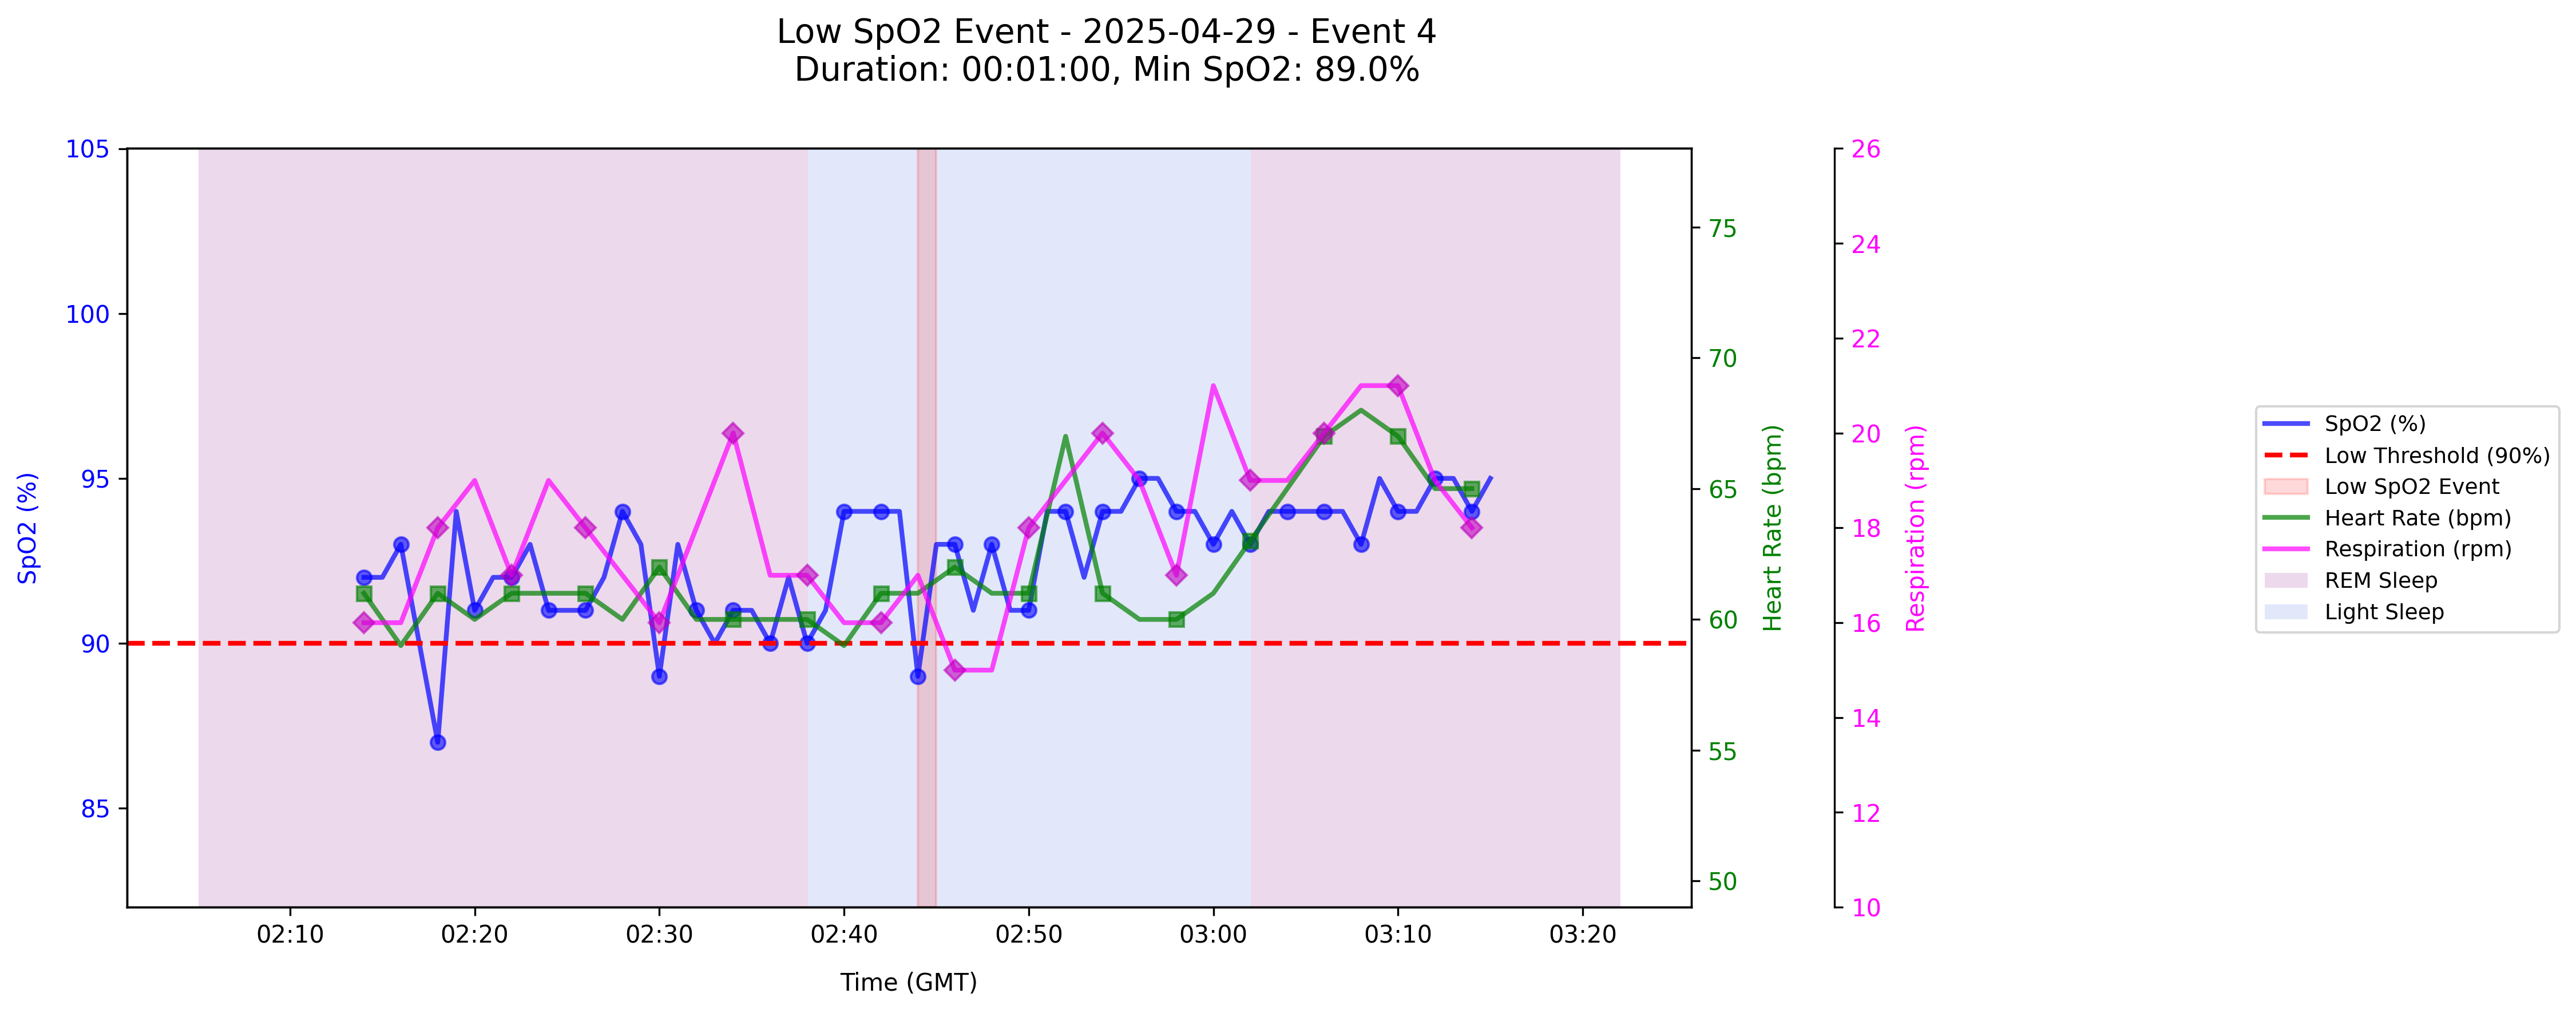 Low SpO2 Event - 2025-04-29 - Event 4
Duration: 00:01:00, Min SpO2: 89.0%
SpO2 (%)
105
100
95
90
85
02:10
02:20
02:30
02:40
02:50
03:00
03:10
03:20
Time (GMT)
75
70
65
60
55
50
Heart Rate (bpm)
26
24
22
20
18
16
14
12
10
Respiration (rpm)
SpO2 (%)
Low Threshold (90%)
Low SpO2 Event
Heart Rate (bpm)
Respiration (rpm)
REM Sleep
Light Sleep